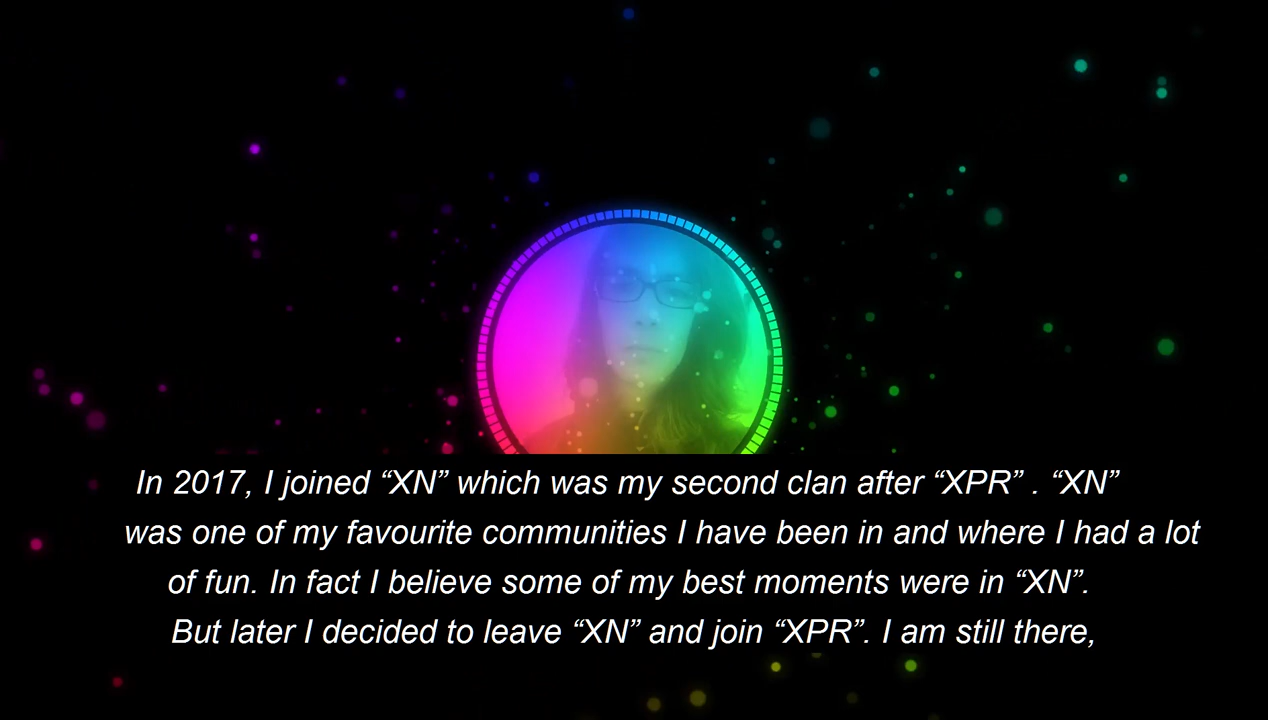 In 2017, I joined “XN” which was my second clan after “XPR” . “XN”
was one of my favourite communities I have been in and where I had a lot
of fun. In fact I believe some of my best moments were in “XN”.
But later I decided to leave “XN” and join “XPR”. I am still there,